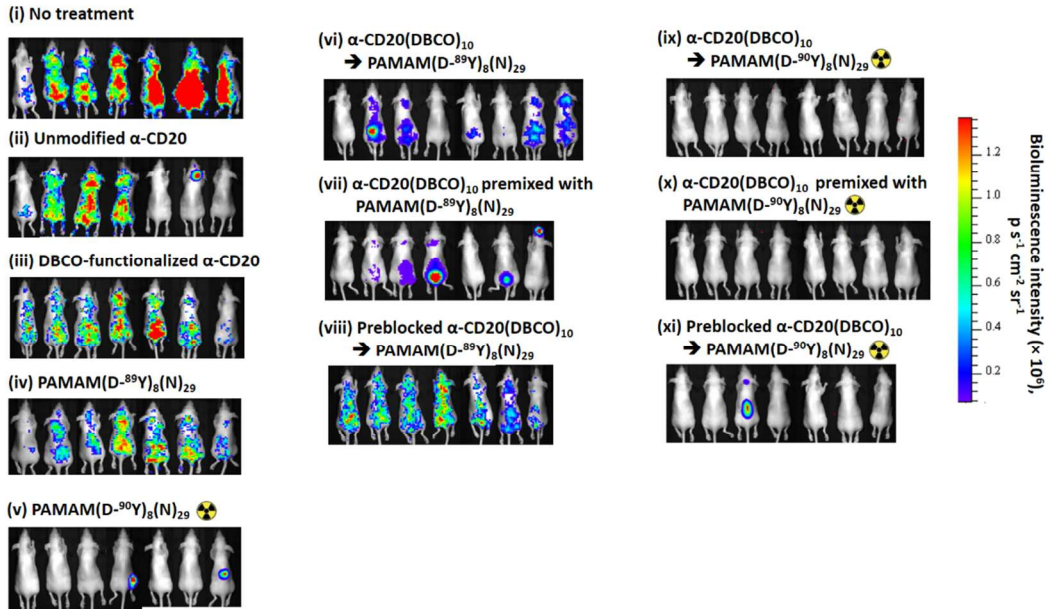 (i) No treatment
(ii) Unmodified α-CD20
(iii) DBCO-functionalized α-CD20
(iv) PAMAM(D-⁸⁹Y)₈(N)₂₉
(v) PAMAM(D-⁹⁰Y)₈(N)₂₉
(vi) α-CD20(DBCO)₁₀
➔ PAMAM(D-⁸⁹Y)₈(N)₂₉
(vii) α-CD20(DBCO)₁₀ premixed with
PAMAM(D-⁸⁹Y)₈(N)₂₉
(viii) Preblocked α-CD20(DBCO)₁₀
➔ PAMAM(D-⁸⁹Y)₈(N)₂₉
(ix) α-CD20(DBCO)₁₀
➔ PAMAM(D-⁹⁰Y)₈(N)₂₉
(x) α-CD20(DBCO)₁₀ premixed with
PAMAM(D-⁹⁰Y)₈(N)₂₉
(xi) Preblocked α-CD20(DBCO)₁₀
➔ PAMAM(D-⁹⁰Y)₈(N)₂₉
1.2
1.0
0.8
0.6
0.4
0.2
Bioluminescence intensity (× 10⁶),
p s⁻¹ cm⁻² sr⁻¹